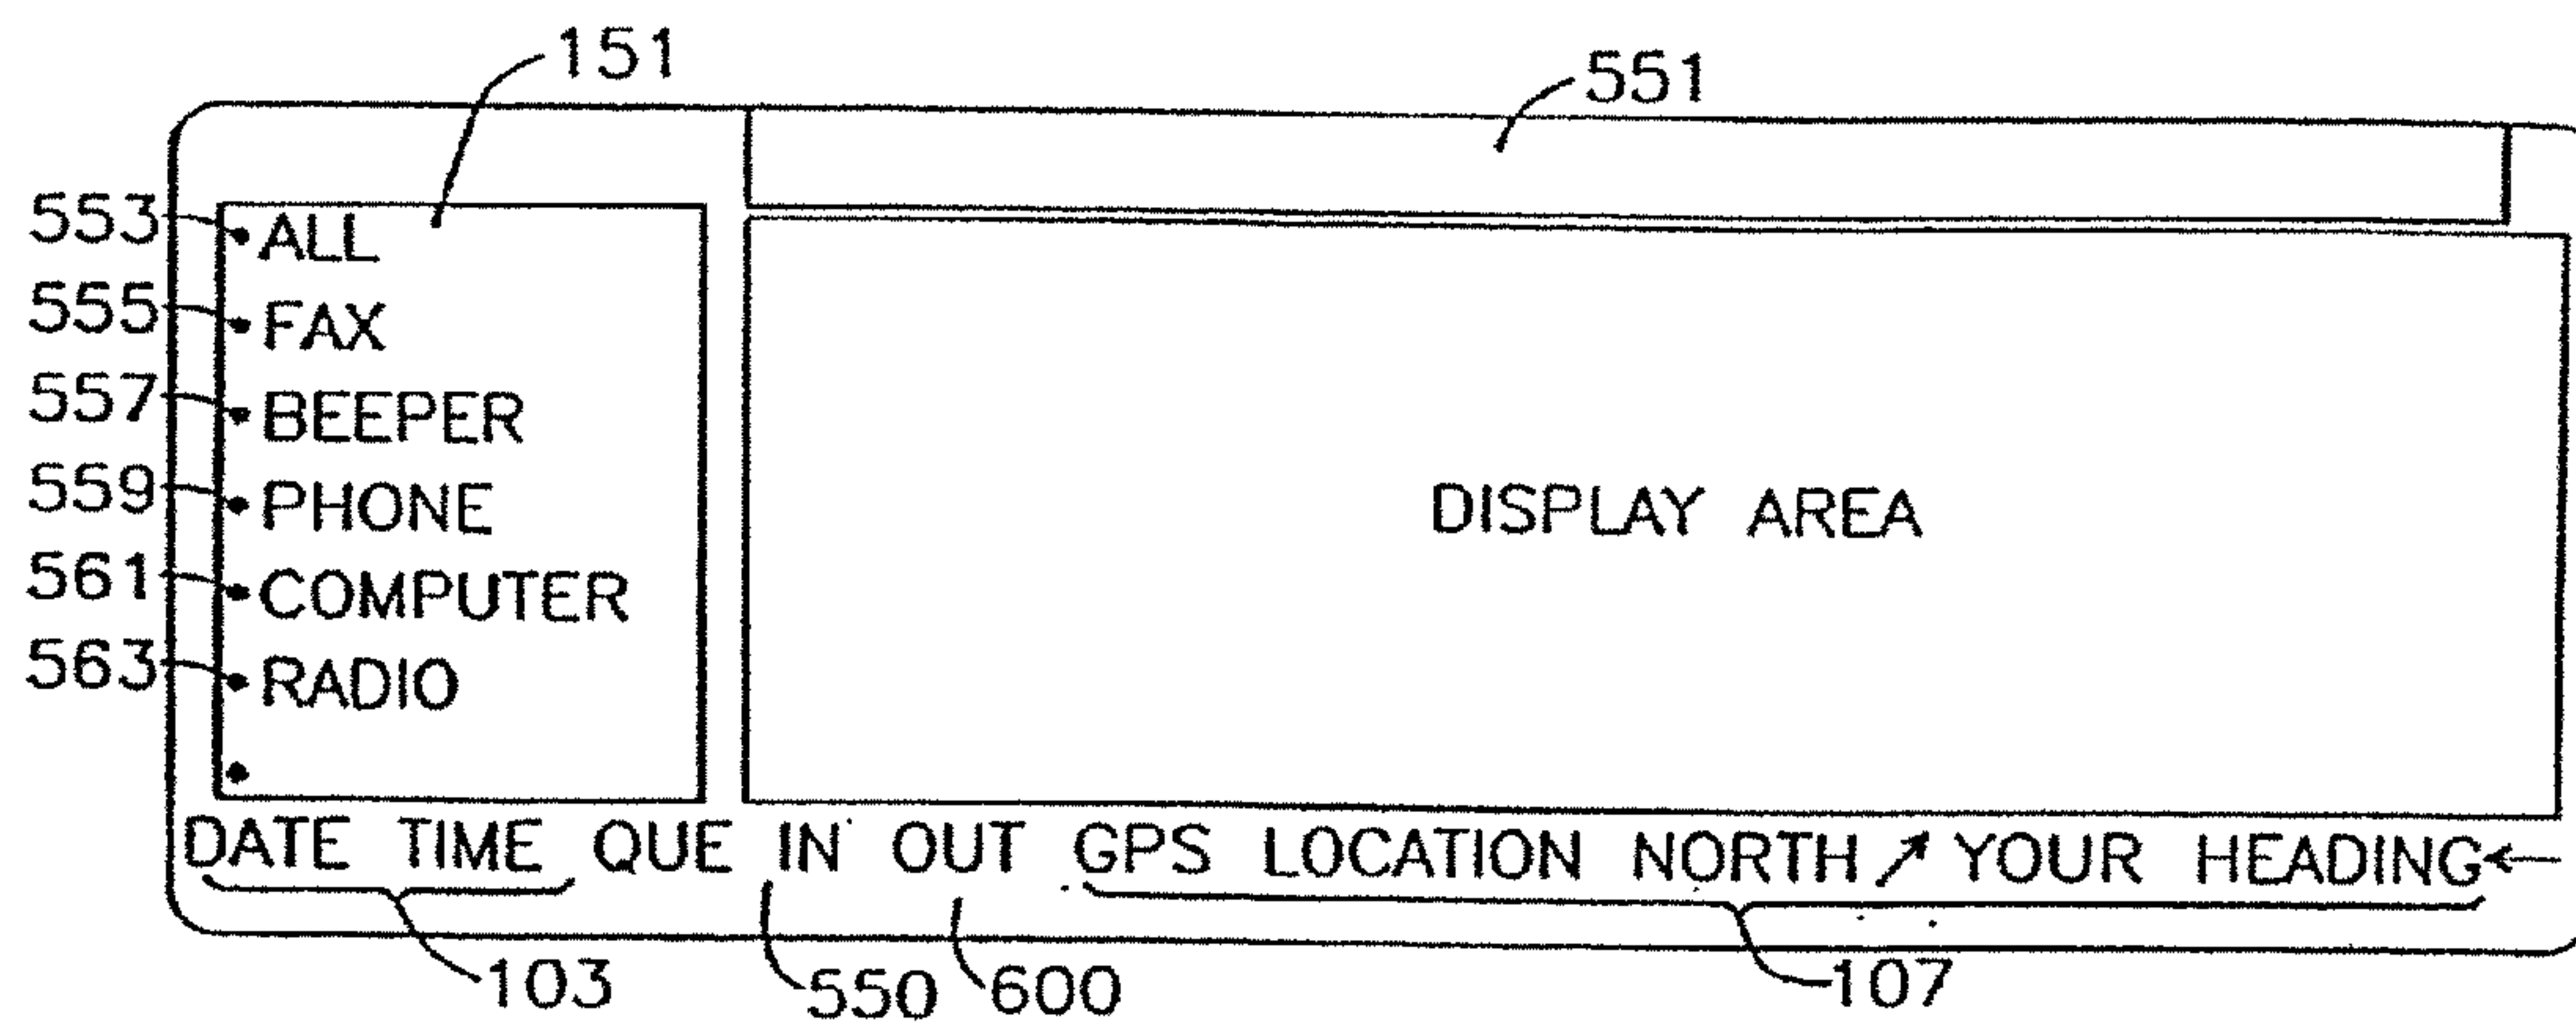 151
551
553 • ALL
555 • FAX
557 • BEEPER
559 • PHONE
561 • COMPUTER
563 • RADIO
•
DISPLAY AREA
DATE TIME QUE IN OUT GPS LOCATION NORTH ↗ YOUR HEADING ←
103 550 600 107